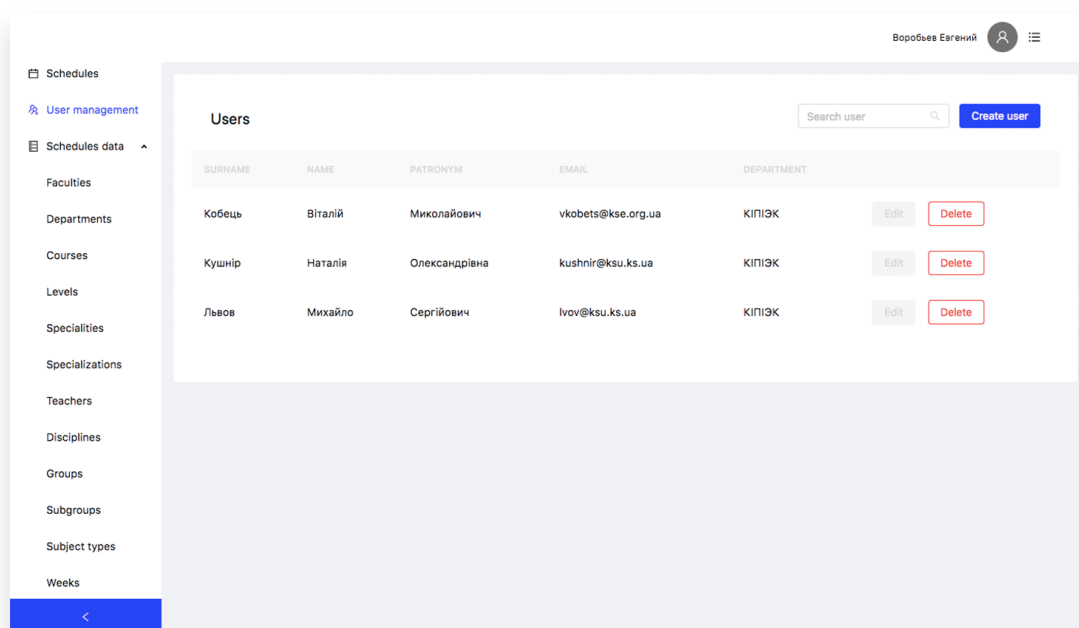 Воробьев Евгений
Schedules
User management
Schedules data
Faculties
Departments
Courses
Levels
Specialities
Specializations
Teachers
Disciplines
Groups
Subgroups
Subject types
Weeks
Users
Search user
Create user
SURNAME NAME PATRONYM EMAIL DEPARTMENT
Кобець Віталій Миколайович vkobets@kse.org.ua КІПІЭК Edit Delete
Кушнір Наталія Олександрівна kushnir@ksu.ks.ua КІПІЭК Edit Delete
Львов Михайло Сергійович lvov@ksu.ks.ua КІПІЭК Edit Delete